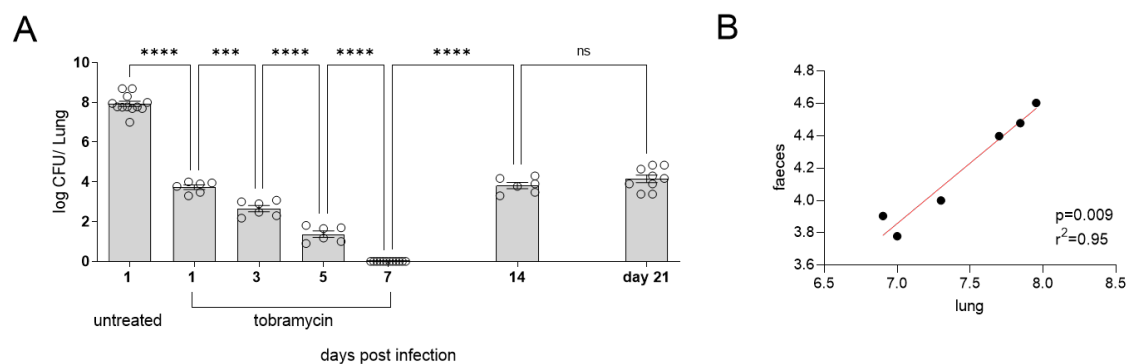 A
**** *** **** **** **** ns
10
8
6
4
2
0
log CFU/ Lung
1 1 3 5 7 14 day 21
untreated tobramycin
days post infection
B
4.8
4.6
4.4
4.2
4.0
3.8
3.6
faeces
p=0.009
r²=0.95
6.5 7.0 7.5 8.0 8.5
lung